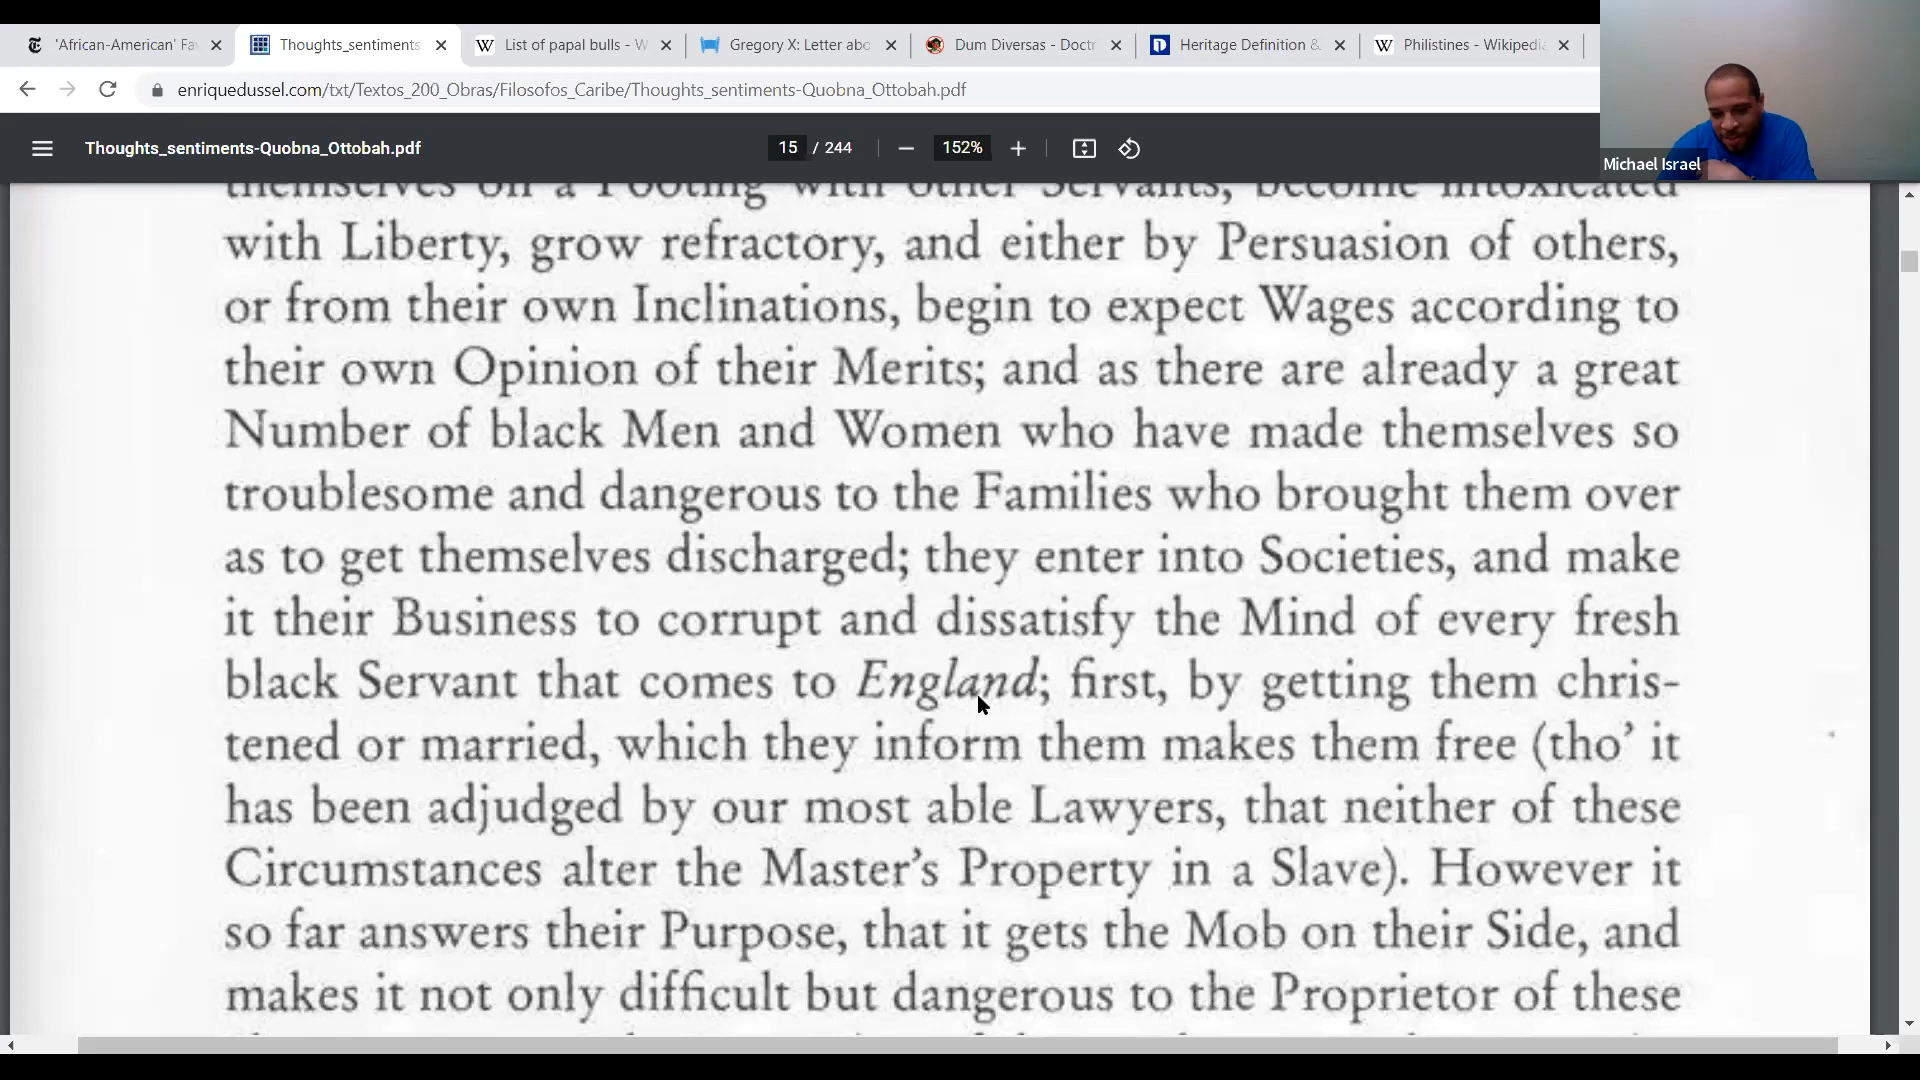 'African-American' Fa
Thoughts_sentiments
List of papal bulls - W
Gregory X: Letter abo
Dum Diversas - Doctr
Heritage Definition &
Philistines - Wikipedi
enriquedussel.com/txt/Textos_200_Obras/Filosofos_Caribe/Thoughts_sentiments-Quobna_Ottobah.pdf
Thoughts_sentiments-Quobna_Ottobah.pdf
15 / 244
152%
Michael Israel
themselves on a Footing with other Servants, become intoxicated
with Liberty, grow refractory, and either by Persuasion of others,
or from their own Inclinations, begin to expect Wages according to
their own Opinion of their Merits; and as there are already a great
Number of black Men and Women who have made themselves so
troublesome and dangerous to the Families who brought them over
as to get themselves discharged; they enter into Societies, and make
it their Business to corrupt and dissatisfy the Mind of every fresh
black Servant that comes to England; first, by getting them chris-
tened or married, which they inform them makes them free (tho' it
has been adjudged by our most able Lawyers, that neither of these
Circumstances alter the Master's Property in a Slave). However it
so far answers their Purpose, that it gets the Mob on their Side, and
makes it not only difficult but dangerous to the Proprietor of these